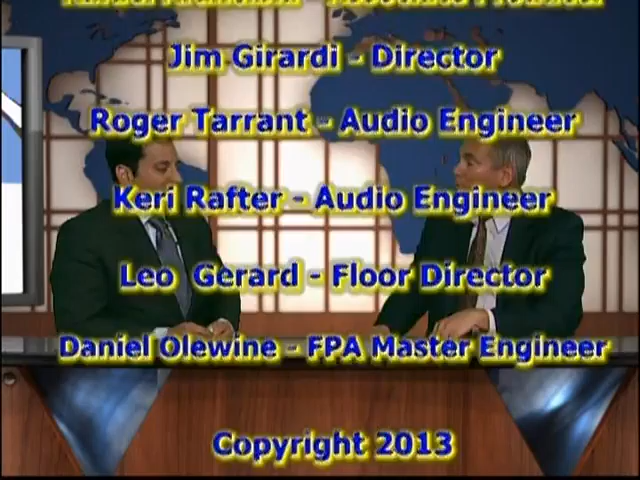 Jim Girardi - Director
Roger Tarrant - Audio Engineer
Keri Rafter - Audio Engineer
Leo Gerard - Floor Director
Daniel Olewine - FPA Master Engineer
Copyright 2013